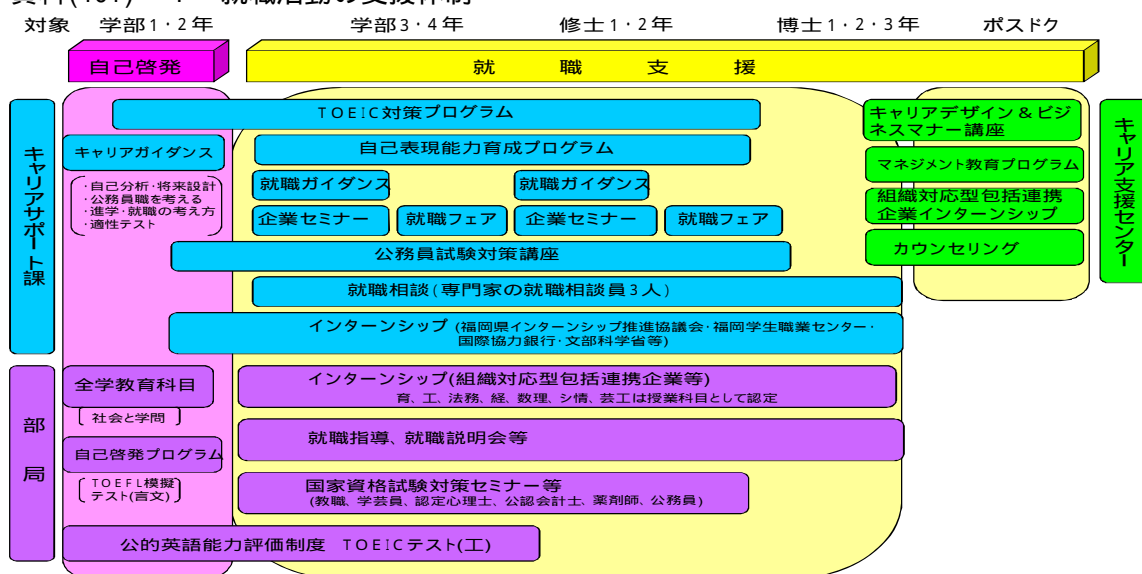 対象 学部1・2年 学部3・4年 修士1・2年 博士1・2・3年 ポスドク
自己啓発 就職支援
キャリアサポート課
TOEIC対策プログラム
キャリアガイダンス
・自己分析・将来設計
・公務員職を考える
・進学・就職の考え方
・適性テスト
自己表現能力育成プログラム
就職ガイダンス 就職ガイダンス
企業セミナー 就職フェア 企業セミナー 就職フェア
公務員試験対策講座
就職相談(専門家の就職相談員3人)
インターンシップ(福岡県インターンシップ推進協議会・福岡学生職業センター・
国際協力銀行・文部科学省等)
キャリアデザイン&ビジ
ネスマナー講座
マネジメント教育プログラム
組織対応型包括連携
企業インターンシップ
カウンセリング
キャリア支援センター
部局
全学教育科目
社会と学問
自己啓発プログラム
TOEFL模擬
テスト(言文)
インターンシップ(組織対応型包括連携企業等)
育、工、法務、経、数理、シ情、芸工は授業科目として認定
就職指導、就職説明会等
国家資格試験対策セミナー等
(教職、学芸員、認定心理士、公認会計士、薬剤師、公務員)
公的英語能力評価制度 TOEICテスト(工)